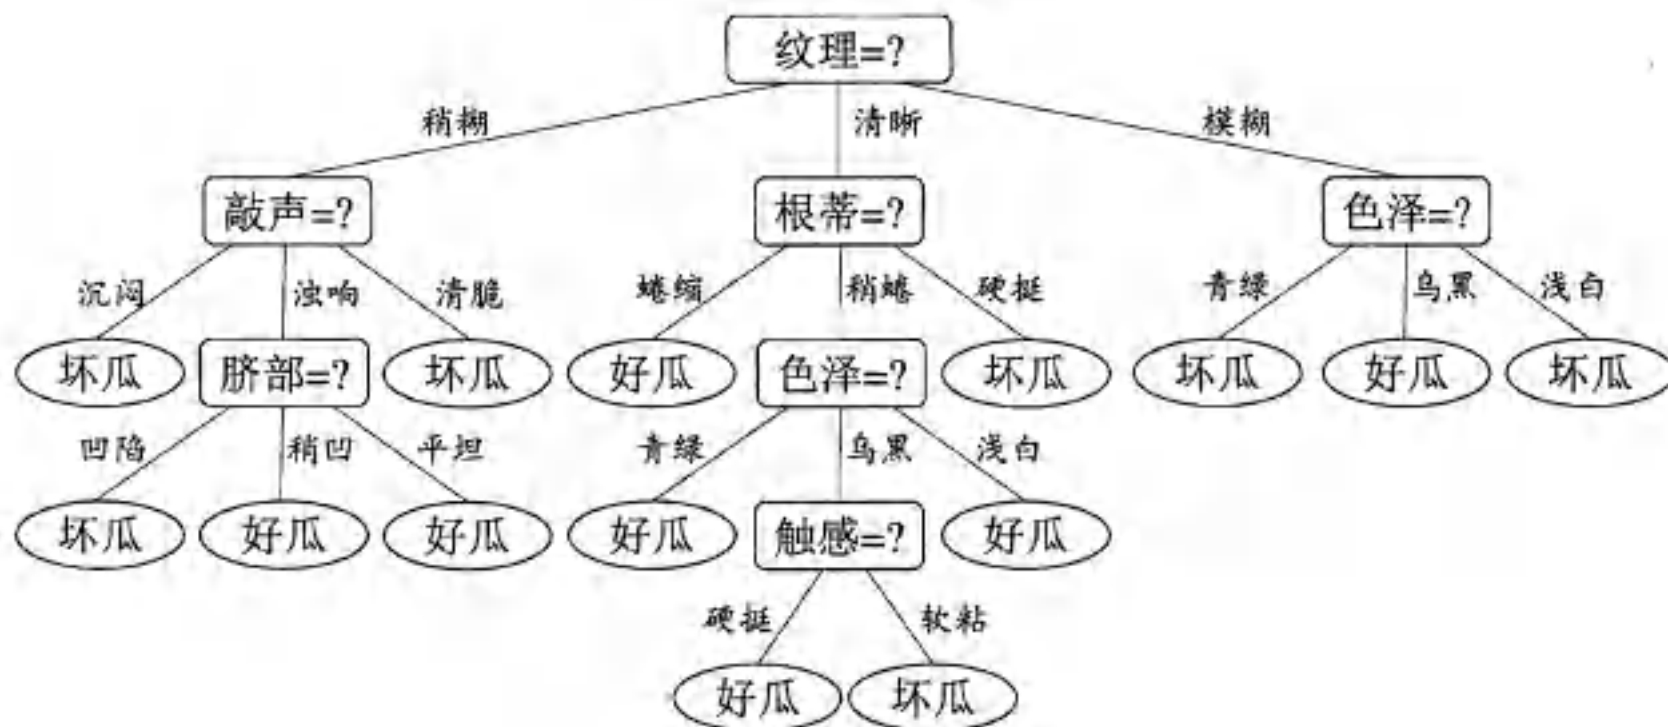 纹理=?
稍糊 清晰 模糊
敲声=? 根蒂=? 色泽=?
沉闷 浊响 清脆 蜷缩 稍蜷 硬挺 青绿 乌黑 浅白
坏瓜 脐部=? 坏瓜 好瓜 色泽=? 坏瓜 坏瓜 好瓜 坏瓜
凹陷 稍凹 平坦 青绿 乌黑 浅白
坏瓜 好瓜 好瓜 好瓜 触感=? 好瓜
硬挺 软粘
好瓜 坏瓜